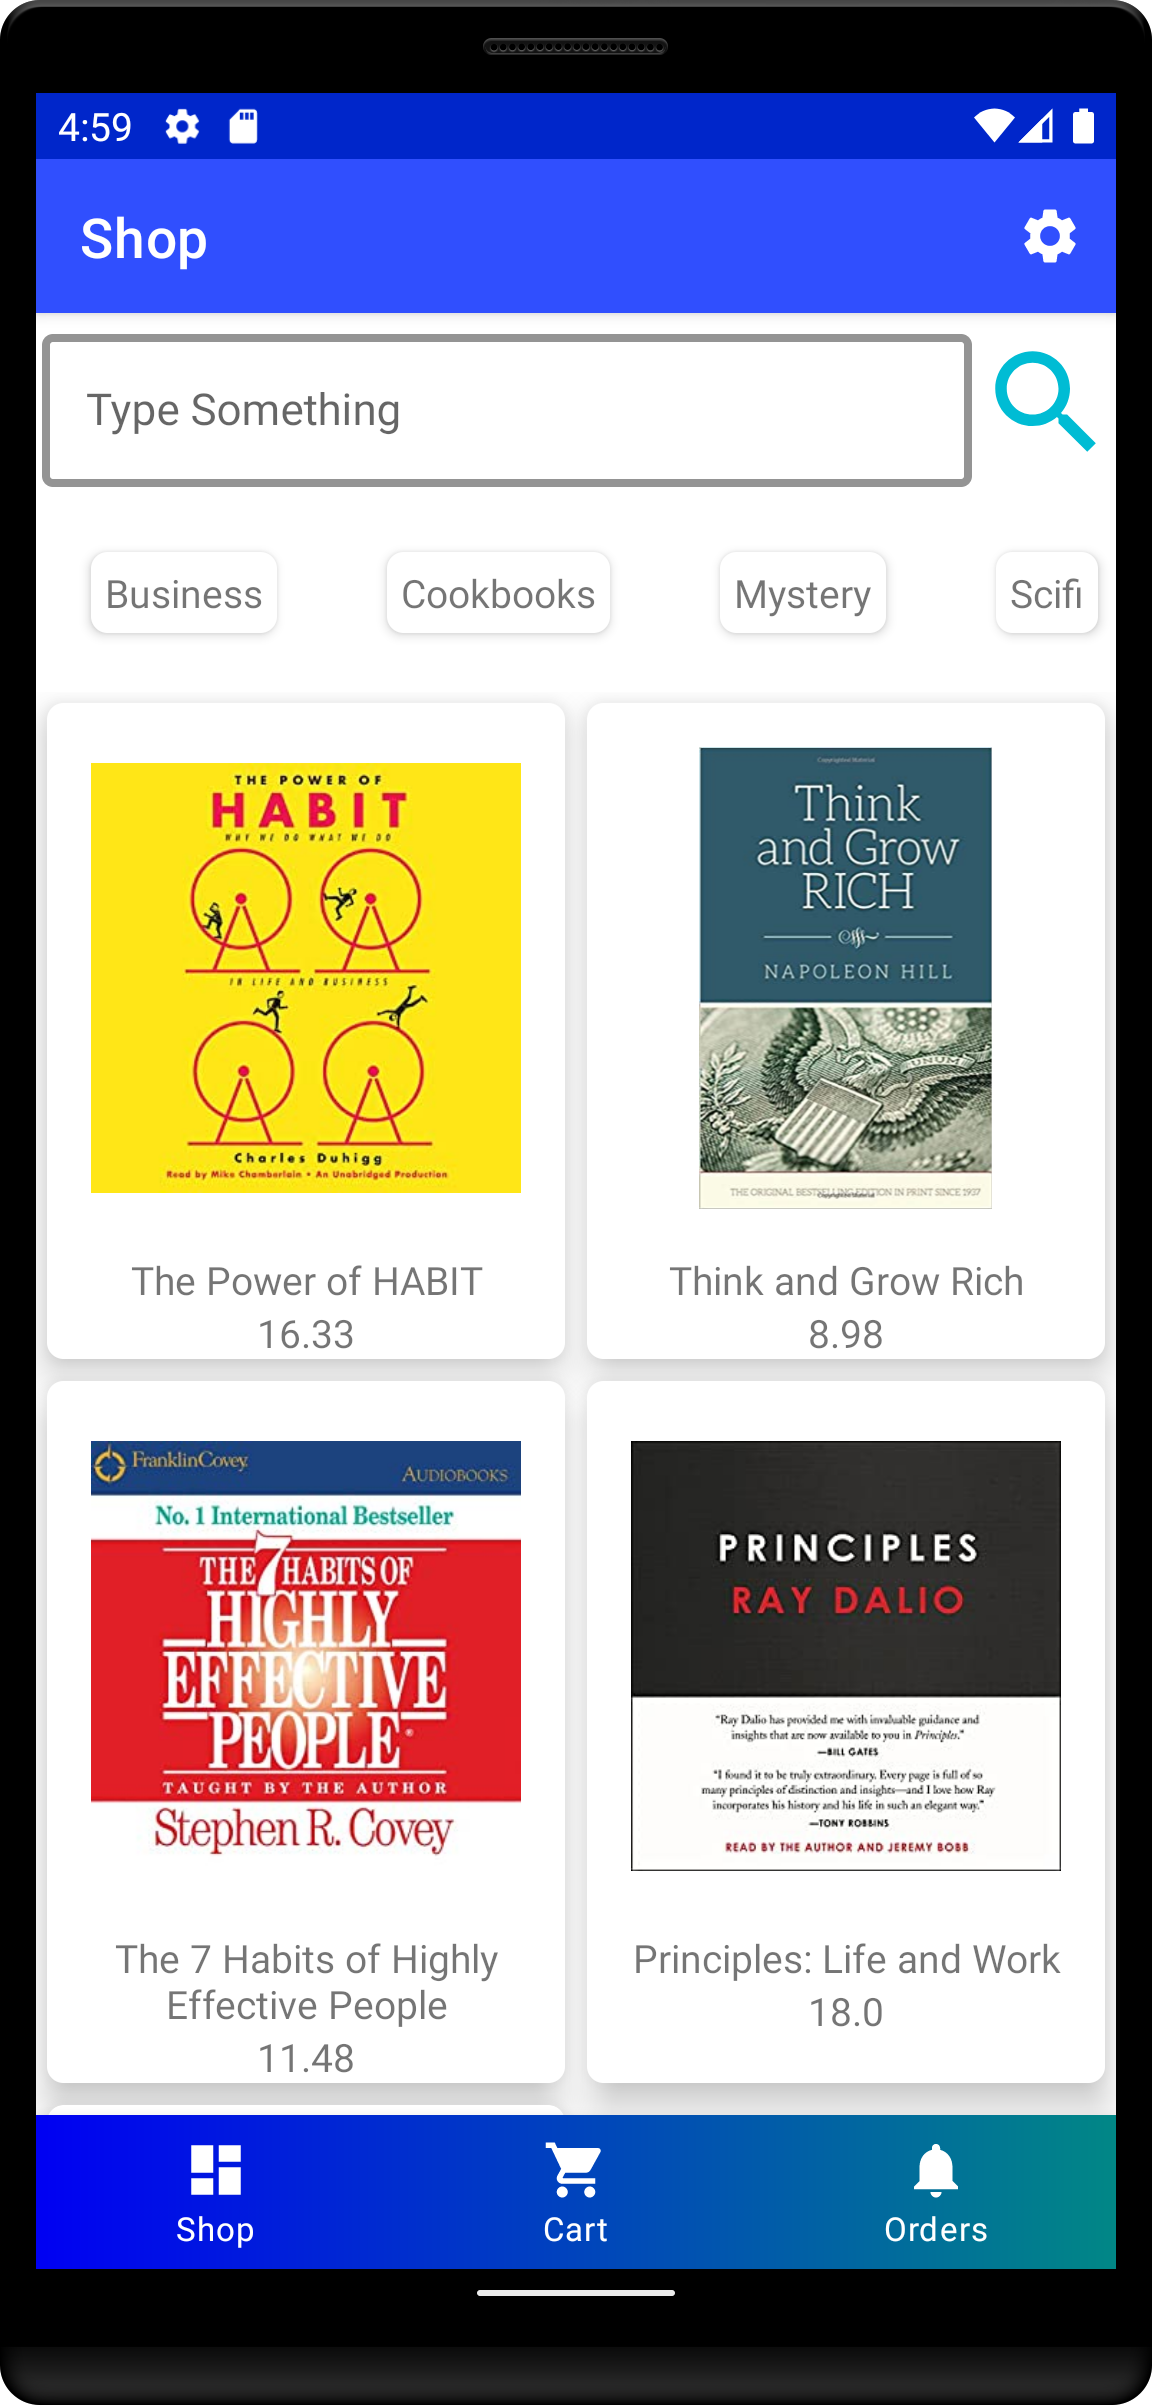 4:59
Shop
Type Something
Business
Cookbooks
Mystery
Scifi
THE POWER OF
HABIT
WHY WE DO WHAT WE DO
IN LIFE AND BUSINESS
Charles Duhigg
Read by Mike Chamberlain • An Unabridged Production
The Power of HABIT
16.33
Copyrighted Material
Think
and Grow
RICH
NAPOLEON HILL
UNUM
THE ORIGINAL BESTSELLING EDITION IN PRINT SINCE 1937
Copyrighted Material
Think and Grow Rich
8.98
FranklinCovey
AUDIOBOOKS
No. 1 International Bestseller
THE 7 HABITS OF
HIGHLY
EFFECTIVE
PEOPLE®
TAUGHT BY THE AUTHOR
Stephen R. Covey
The 7 Habits of Highly
Effective People
11.48
PRINCIPLES
RAY DALIO
“Ray Dalio has provided me with invaluable guidance and
insights that are now available to you in Principles.”
—BILL GATES
“I found it to be truly extraordinary. Every page is full of so
many principles of distinction and insights—and I love how Ray
incorporates his history and his life in such an elegant way.”
—TONY ROBBINS
READ BY THE AUTHOR AND JEREMY BOBB
Principles: Life and Work
18.0
Shop
Cart
Orders